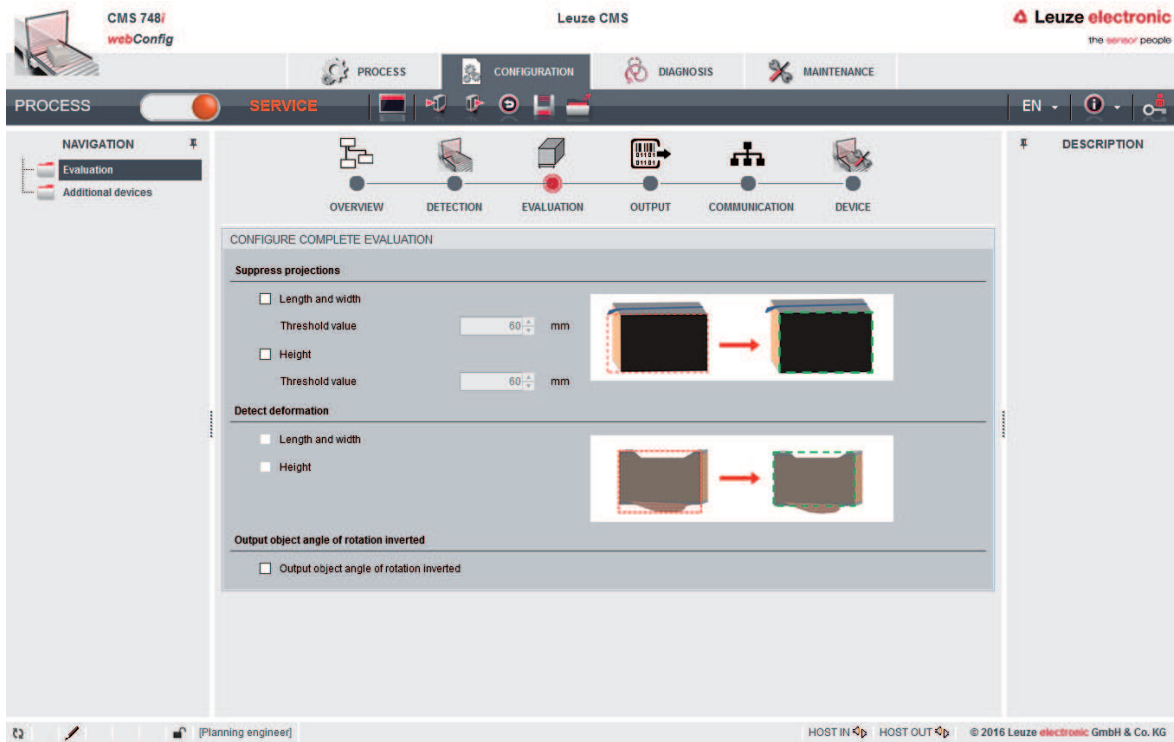 CMS 748i
webConfig
Leuze CMS
Leuze electronic
the sensor people
PROCESS
CONFIGURATION
DIAGNOSIS
MAINTENANCE
PROCESS
SERVICE
EN
NAVIGATION
Evaluation
Additional devices
OVERVIEW
DETECTION
EVALUATION
OUTPUT
COMMUNICATION
DEVICE
DESCRIPTION
CONFIGURE COMPLETE EVALUATION
Suppress projections
Length and width
Threshold value 60 mm
Height
Threshold value 60 mm
Detect deformation
Length and width
Height
Output object angle of rotation inverted
Output object angle of rotation inverted
[Planning engineer]
HOST IN HOST OUT © 2016 Leuze electronic GmbH & Co. KG